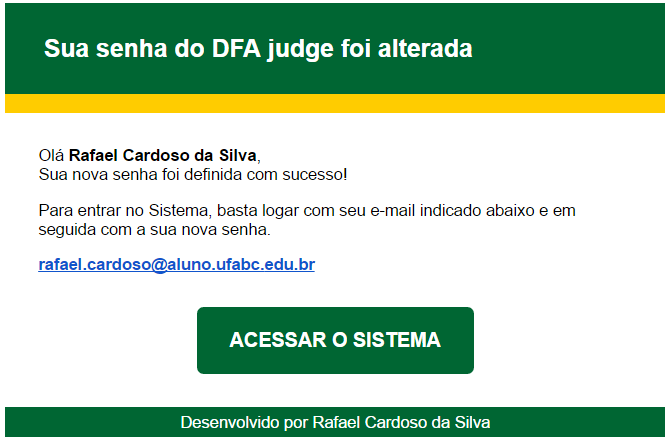 Sua senha do DFA judge foi alterada
Olá Rafael Cardoso da Silva,
Sua nova senha foi definida com sucesso!
Para entrar no Sistema, basta logar com seu e-mail indicado abaixo e em
seguida com a sua nova senha.
rafael.cardoso@aluno.ufabc.edu.br
ACESSAR O SISTEMA
Desenvolvido por Rafael Cardoso da Silva